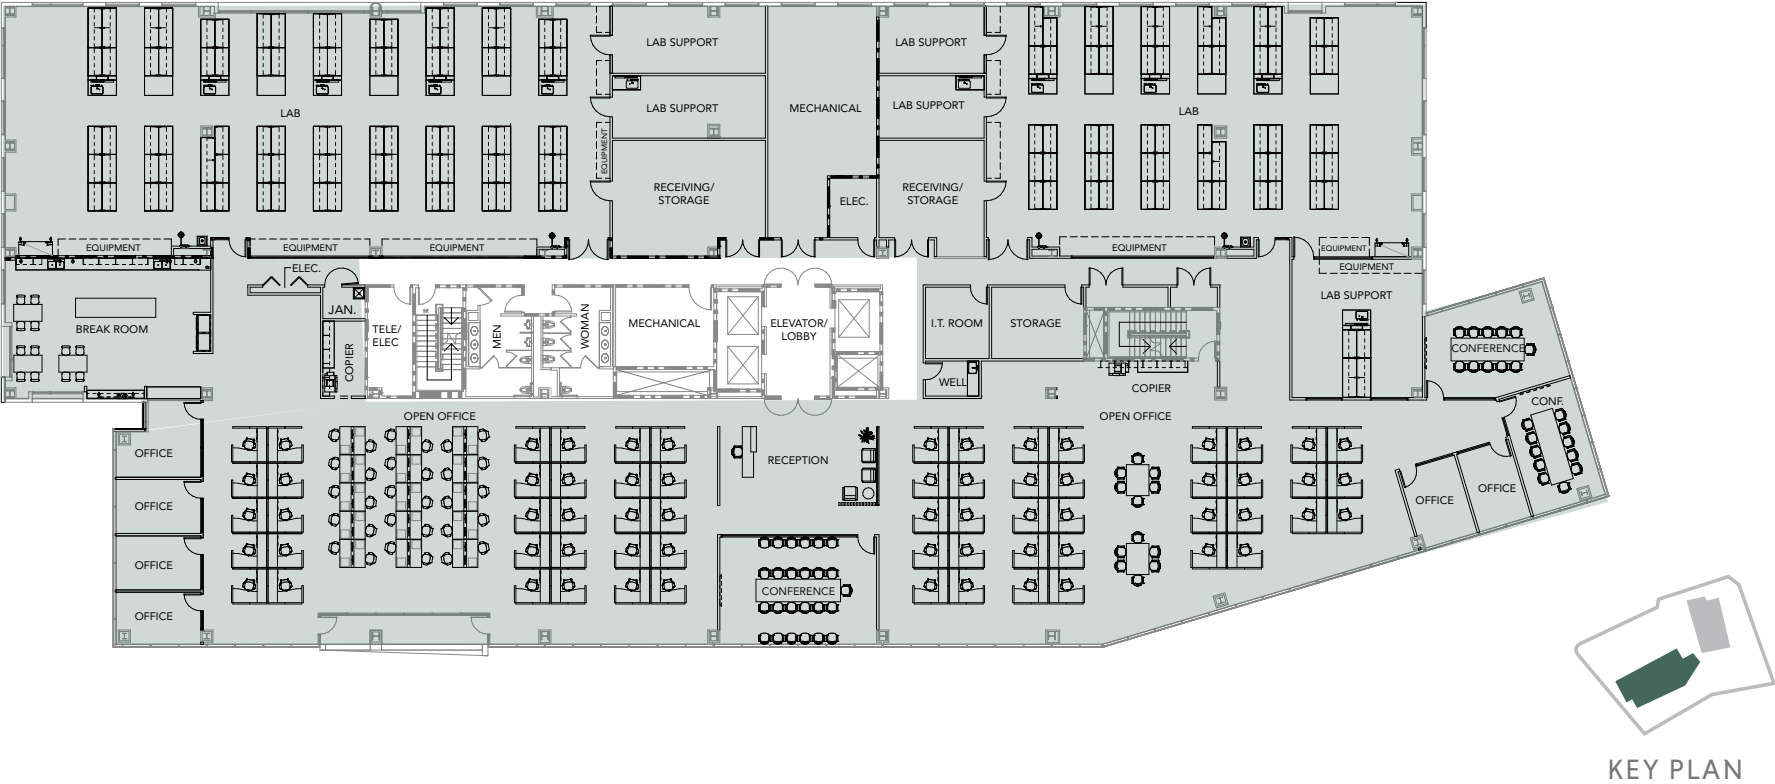 LAB SUPPORT
LAB SUPPORT
LAB SUPPORT
MECHANICAL
LAB SUPPORT
LAB
LAB
EQUIPMENT
RECEIVING/
STORAGE
ELEC.
RECEIVING/
STORAGE
EQUIPMENT
EQUIPMENT
EQUIPMENT
EQUIPMENT
EQUIPMENT
EQUIPMENT
ELEC.
JAN.
BREAK ROOM
TELE/
ELEC
COPIER
MEN
WOMAN
MECHANICAL
ELEVATOR/
LOBBY
I.T. ROOM
STORAGE
WELL
COPIER
LAB SUPPORT
CONFERENCE
CONF.
OPEN OFFICE
OPEN OFFICE
OFFICE
RECEPTION
OFFICE
OFFICE
OFFICE
OFFICE
OFFICE
CONFERENCE
KEY PLAN